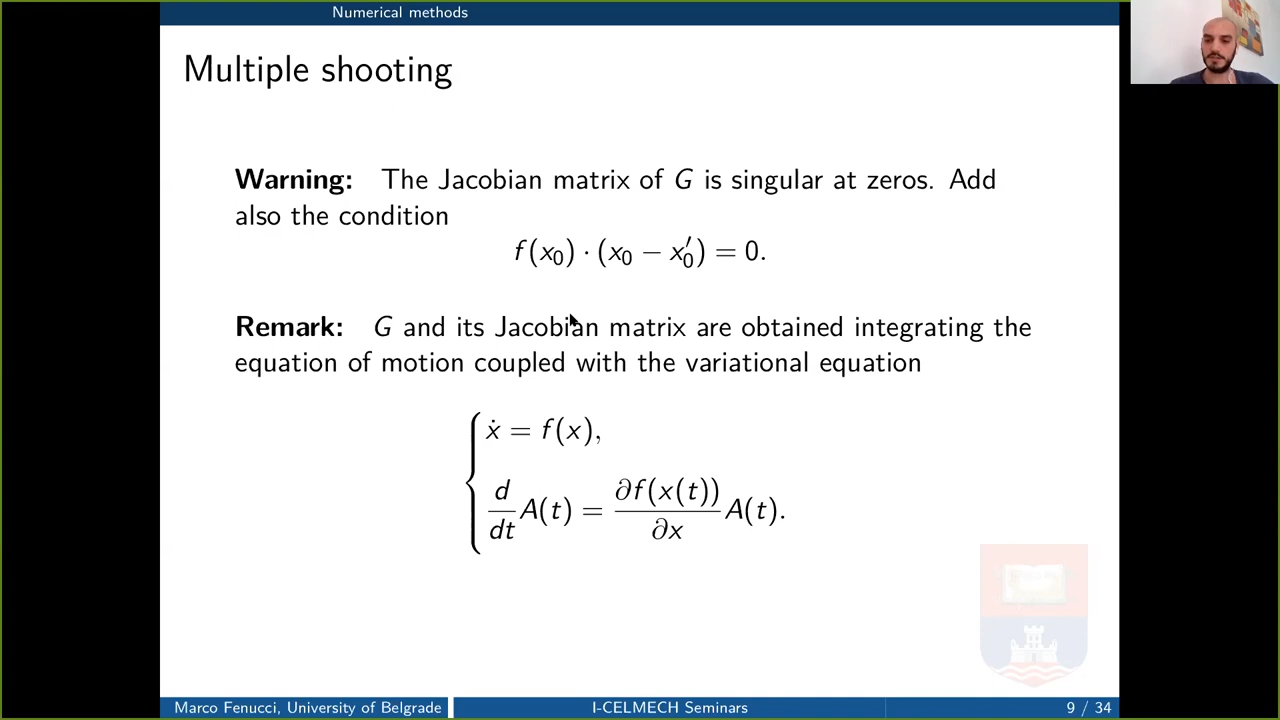 Numerical methods
Multiple shooting
Warning: The Jacobian matrix of G is singular at zeros. Add
also the condition
f(x₀) · (x₀ − x₀′) = 0.
Remark: G and its Jacobian matrix are obtained integrating the
equation of motion coupled with the variational equation
ẋ = f(x),
d/dt A(t) = ∂f(x(t))/∂x A(t).
Marco Fenucci, University of Belgrade I-CELMECH Seminars 9 / 34